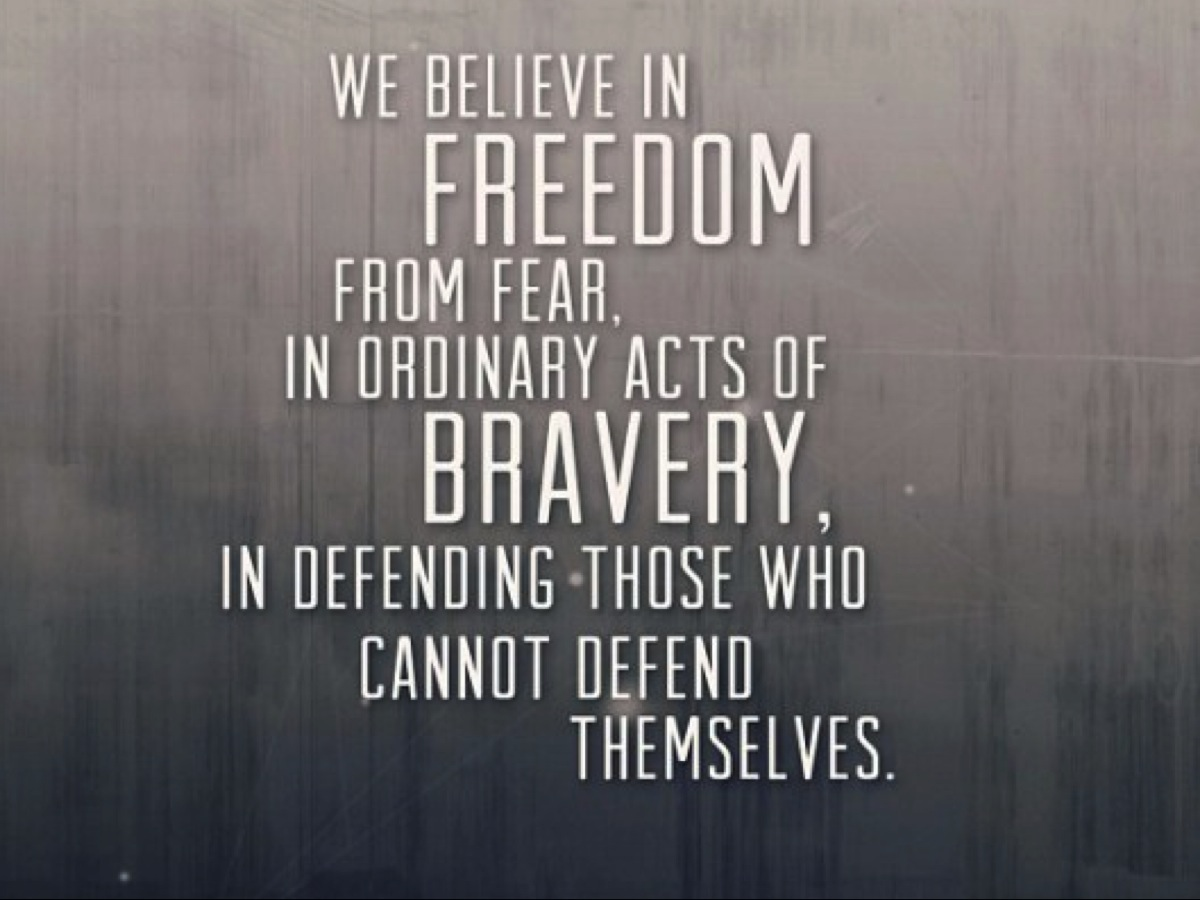 WE BELIEVE IN
FREEDOM
FROM FEAR,
IN ORDINARY ACTS OF
BRAVERY,
IN DEFENDING THOSE WHO
CANNOT DEFEND
THEMSELVES.